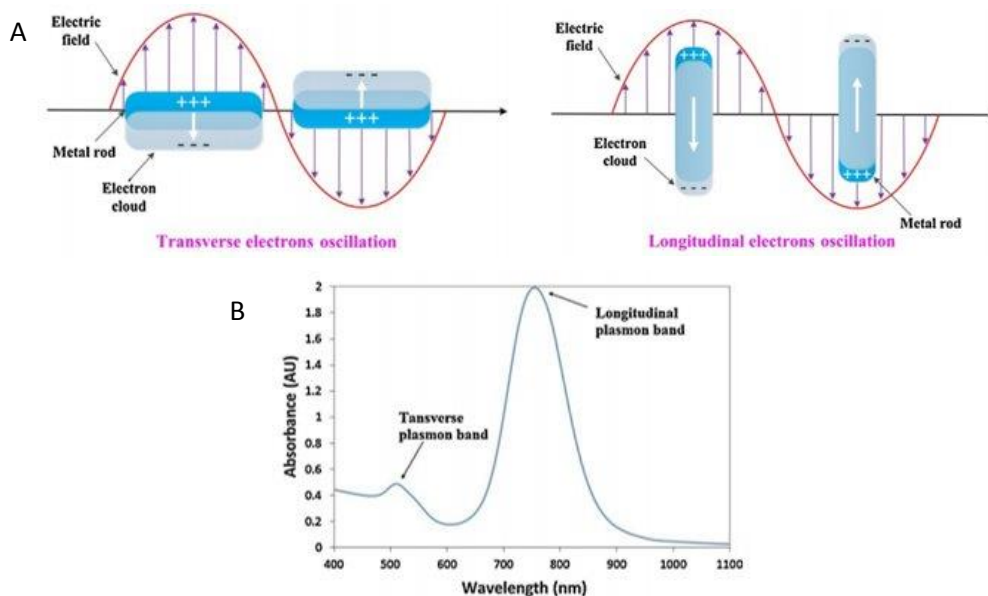 A
Electric
field
+++
- - -
Metal rod
Electron
cloud
- - -
+++
Transverse electrons oscillation
Electric
field
+++
- - -
Electron
cloud
- - -
+++
Metal rod
Longitudinal electrons oscillation
B
Absorbance (AU)
2
1.8
1.6
1.4
1.2
1
0.8
0.6
0.4
0.2
0
Longitudinal
plasmon band
Tansverse
plasmon band
400 500 600 700 800 900 1000 1100
Wavelength (nm)